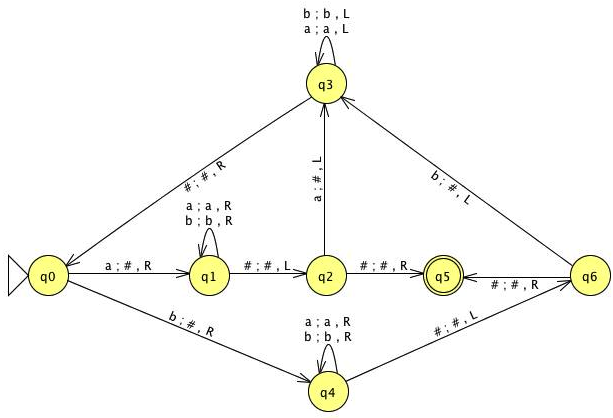 b ; b , L
a ; a , L
q3
# ; # , R
a ; # , L
b ; # , L
a ; a , R
b ; b , R
q0
a ; # , R
q1
# ; # , L
q2
# ; # , R
q5
# ; # , R
q6
b ; # , R
a ; a , R
b ; b , R
# ; # , L
q4